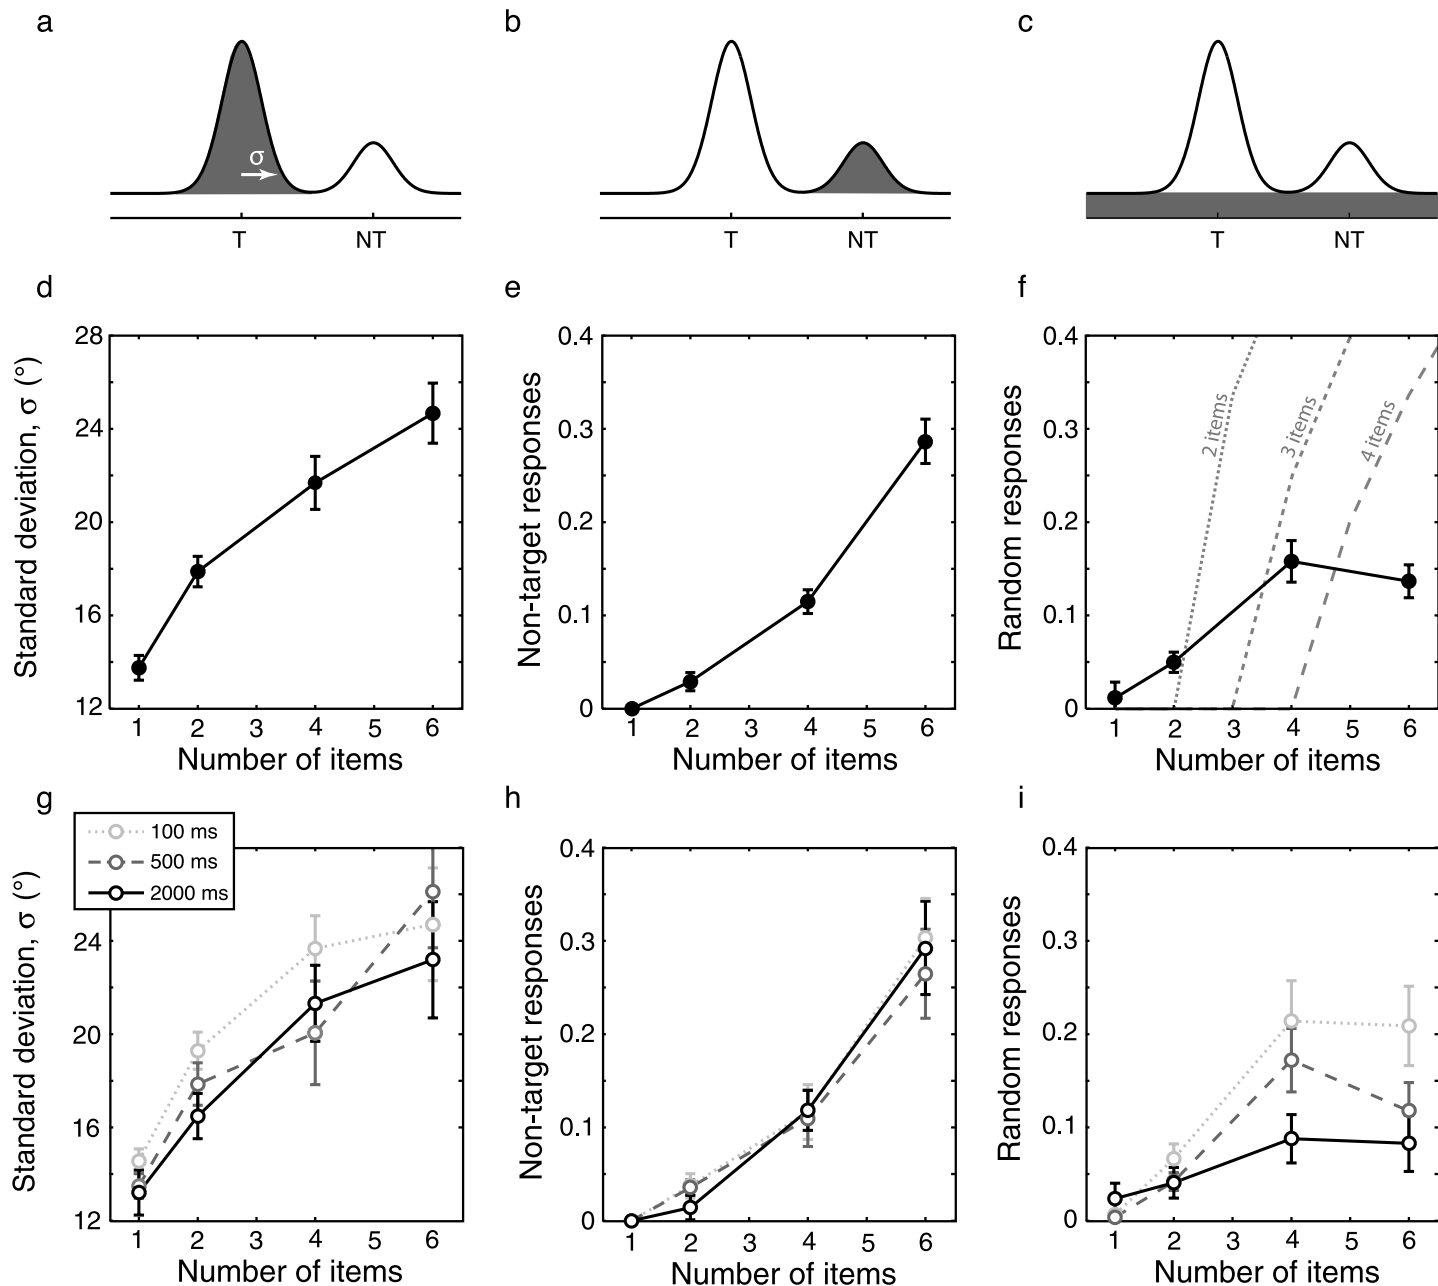 a
b
c
σ
T
NT
T
NT
T
NT
d
e
f
Standard deviation, σ (°)
28
24
20
16
12
1 2 3 4 5 6
Number of items
Non-target responses
0.4
0.3
0.2
0.1
0
1 2 3 4 5 6
Number of items
Random responses
0.4
0.3
0.2
0.1
0
2 items
3 items
4 items
1 2 3 4 5 6
Number of items
g
h
i
100 ms
500 ms
2000 ms
Standard deviation, σ (°)
24
20
16
12
1 2 3 4 5 6
Number of items
Non-target responses
0.4
0.3
0.2
0.1
0
1 2 3 4 5 6
Number of items
Random responses
0.4
0.3
0.2
0.1
0
1 2 3 4 5 6
Number of items